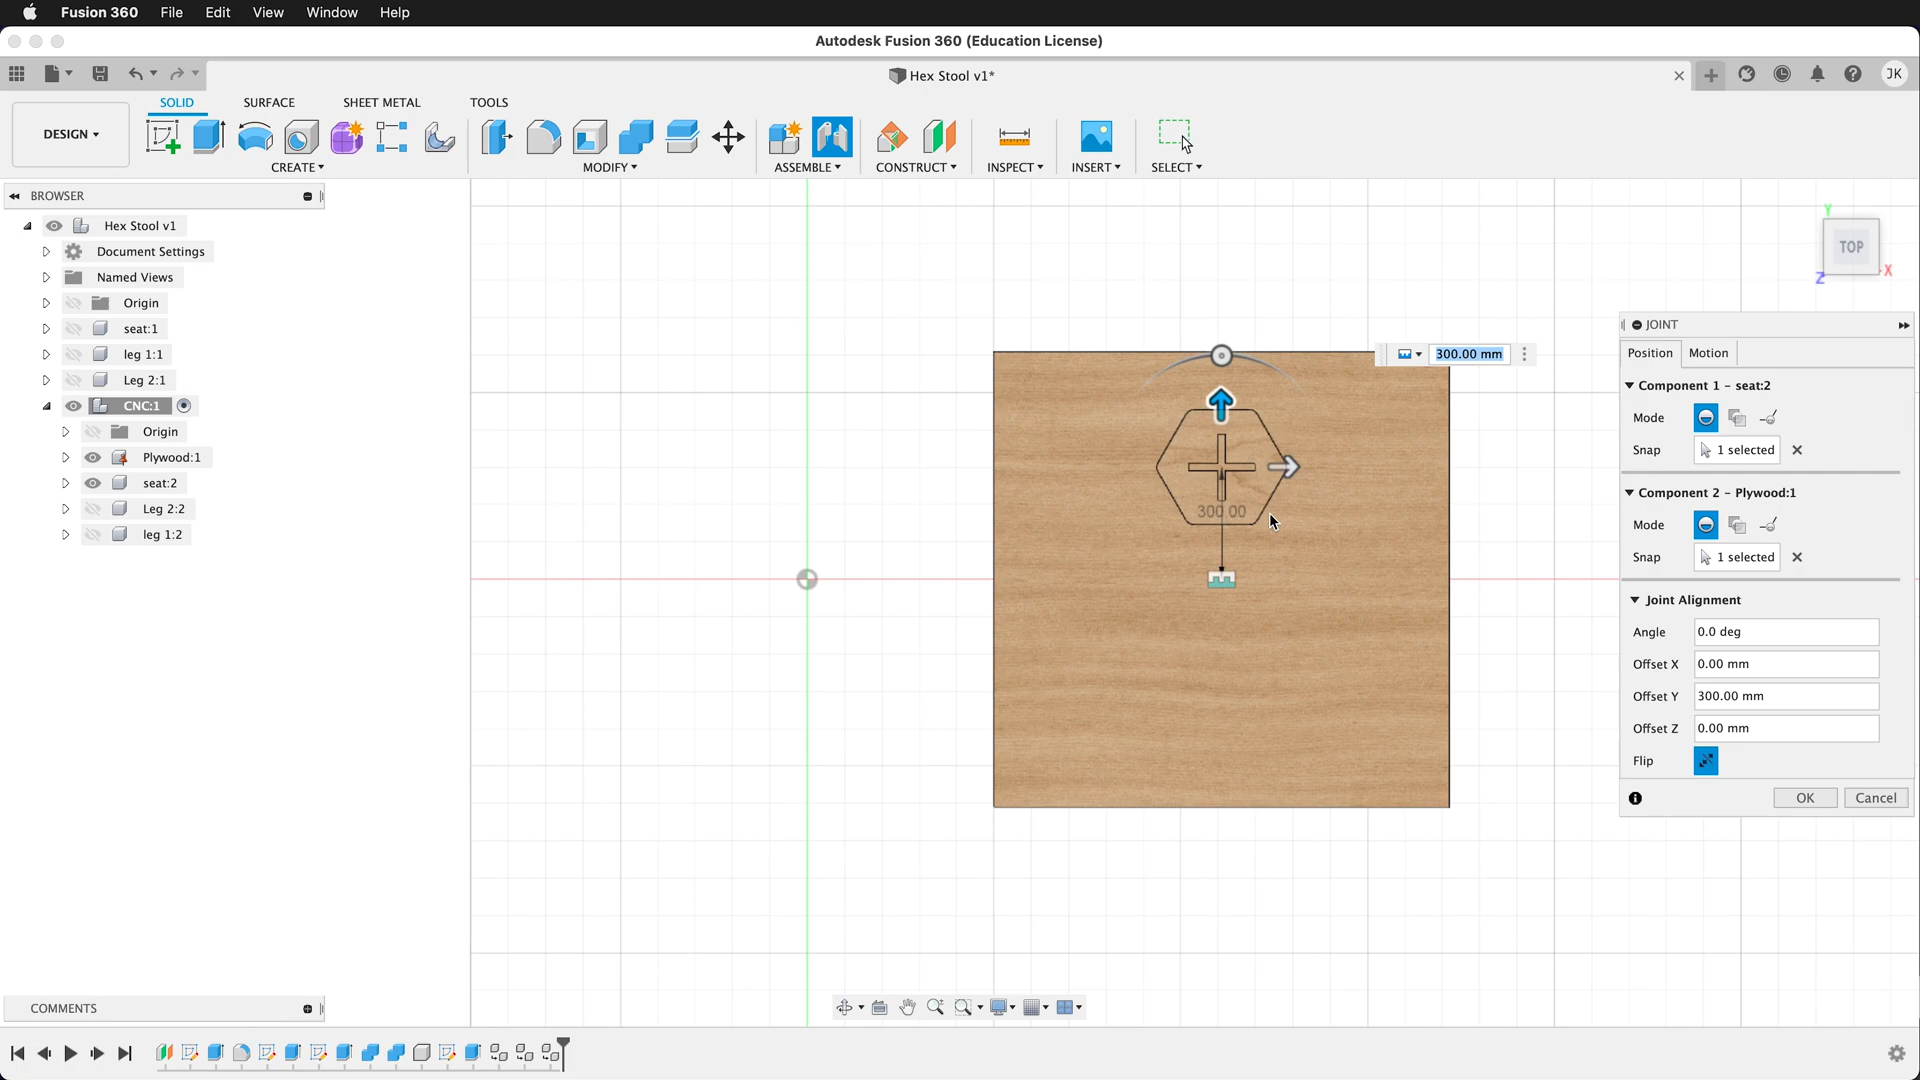 Fusion 360 File Edit View Window Help
Autodesk Fusion 360 (Education License)
Hex Stool v1*
JK
SOLID SURFACE SHEET METAL TOOLS
DESIGN
CREATE MODIFY ASSEMBLE CONSTRUCT INSPECT INSERT SELECT
BROWSER
Hex Stool v1
Document Settings
Named Views
Origin
seat:1
leg 1:1
Leg 2:1
CNC:1
Origin
Plywood:1
seat:2
Leg 2:2
leg 1:2
Y
TOP
X
Z
300.00 mm
300.00
JOINT
Position Motion
Component 1 - seat:2
Mode
Snap 1 selected
Component 2 - Plywood:1
Mode
Snap 1 selected
Joint Alignment
Angle 0.0 deg
Offset X 0.00 mm
Offset Y 300.00 mm
Offset Z 0.00 mm
Flip
OK Cancel
COMMENTS